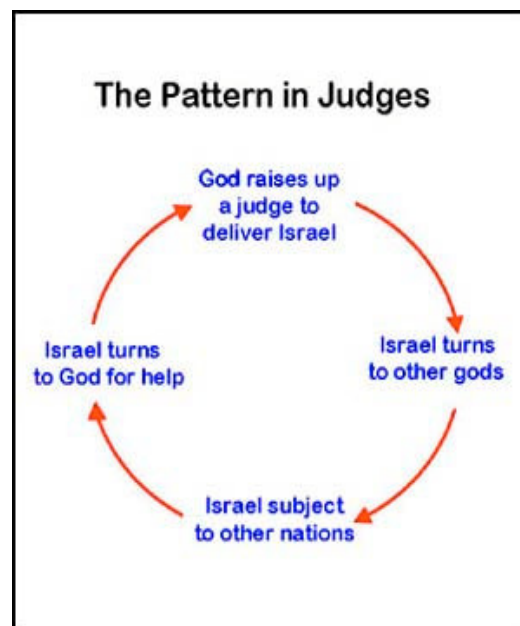 The Pattern in Judges
God raises up
a judge to
deliver Israel
Israel turns
to other gods
Israel subject
to other nations
Israel turns
to God for help